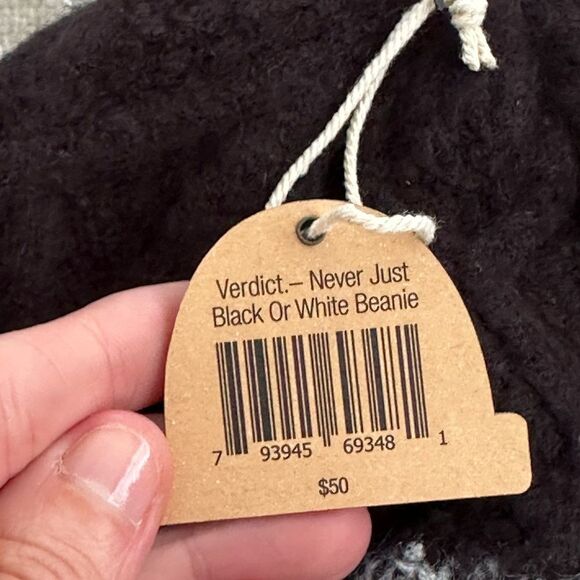 Verdict.– Never Just
Black Or White Beanie
7 93945 69348 1
$50